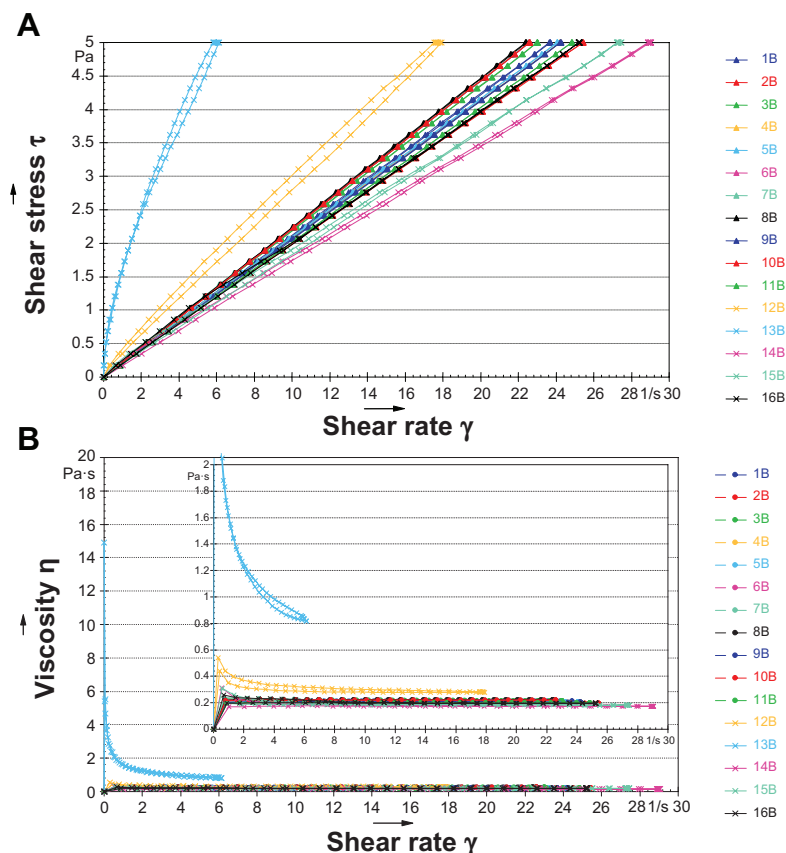 A
5
Pa
4.5
4
3.5
3
2.5
2
1.5
1
0.5
0
Shear stress τ
0 2 4 6 8 10 12 14 16 18 20 22 24 26 28 1/s 30
Shear rate γ
1B
2B
3B
4B
5B
6B
7B
8B
9B
10B
11B
12B
13B
14B
15B
16B
B
20
Pa·s
18
16
14
12
10
8
6
4
2
0
Viscosity η
2
Pa·s
1.8
1.6
1.4
1.2
1
0.8
0.6
0.4
0.2
0
0 2 4 6 8 10 12 14 16 18 20 22 24 26 28 1/s 30
0 2 4 6 8 10 12 14 16 18 20 22 24 26 28 1/s 30
Shear rate γ
1B
2B
3B
4B
5B
6B
7B
8B
9B
10B
11B
12B
13B
14B
15B
16B